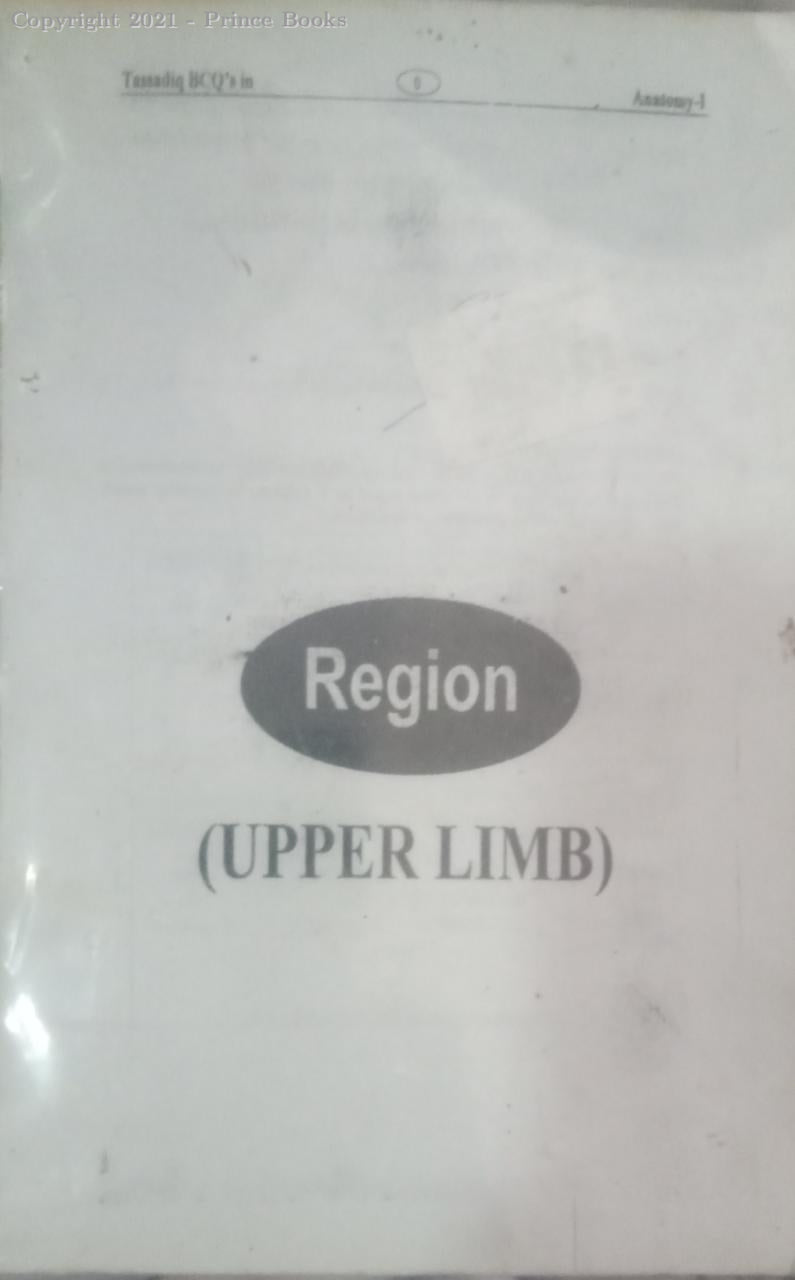 Copyright 2021 - Prince Books
Tassadiq BCQ's in
Anatomy-I
Region
(UPPER LIMB)